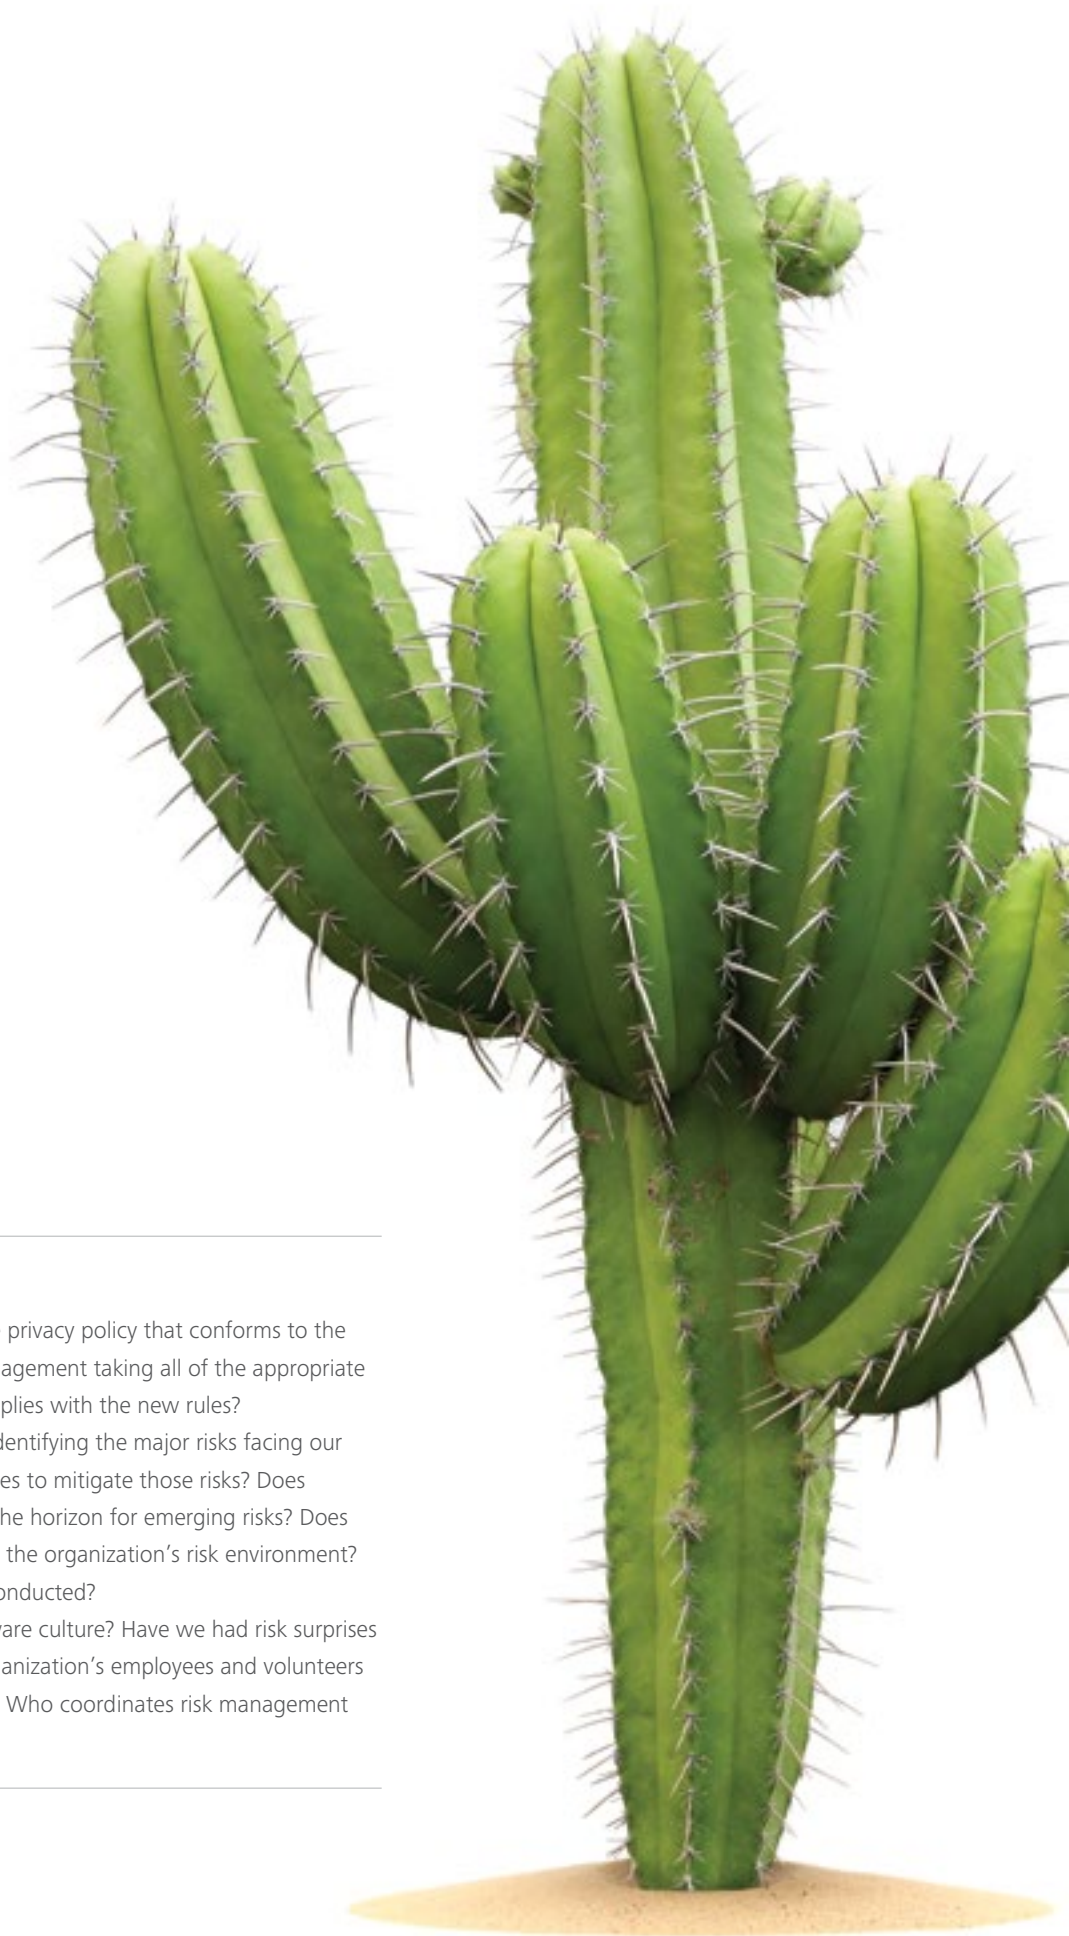 privacy policy that conforms to the
agement taking all of the appropriate
plies with the new rules?
dentifying the major risks facing our
es to mitigate those risks? Does
he horizon for emerging risks? Does
the organization’s risk environment?
onducted?
are culture? Have we had risk surprises
anization’s employees and volunteers
Who coordinates risk management